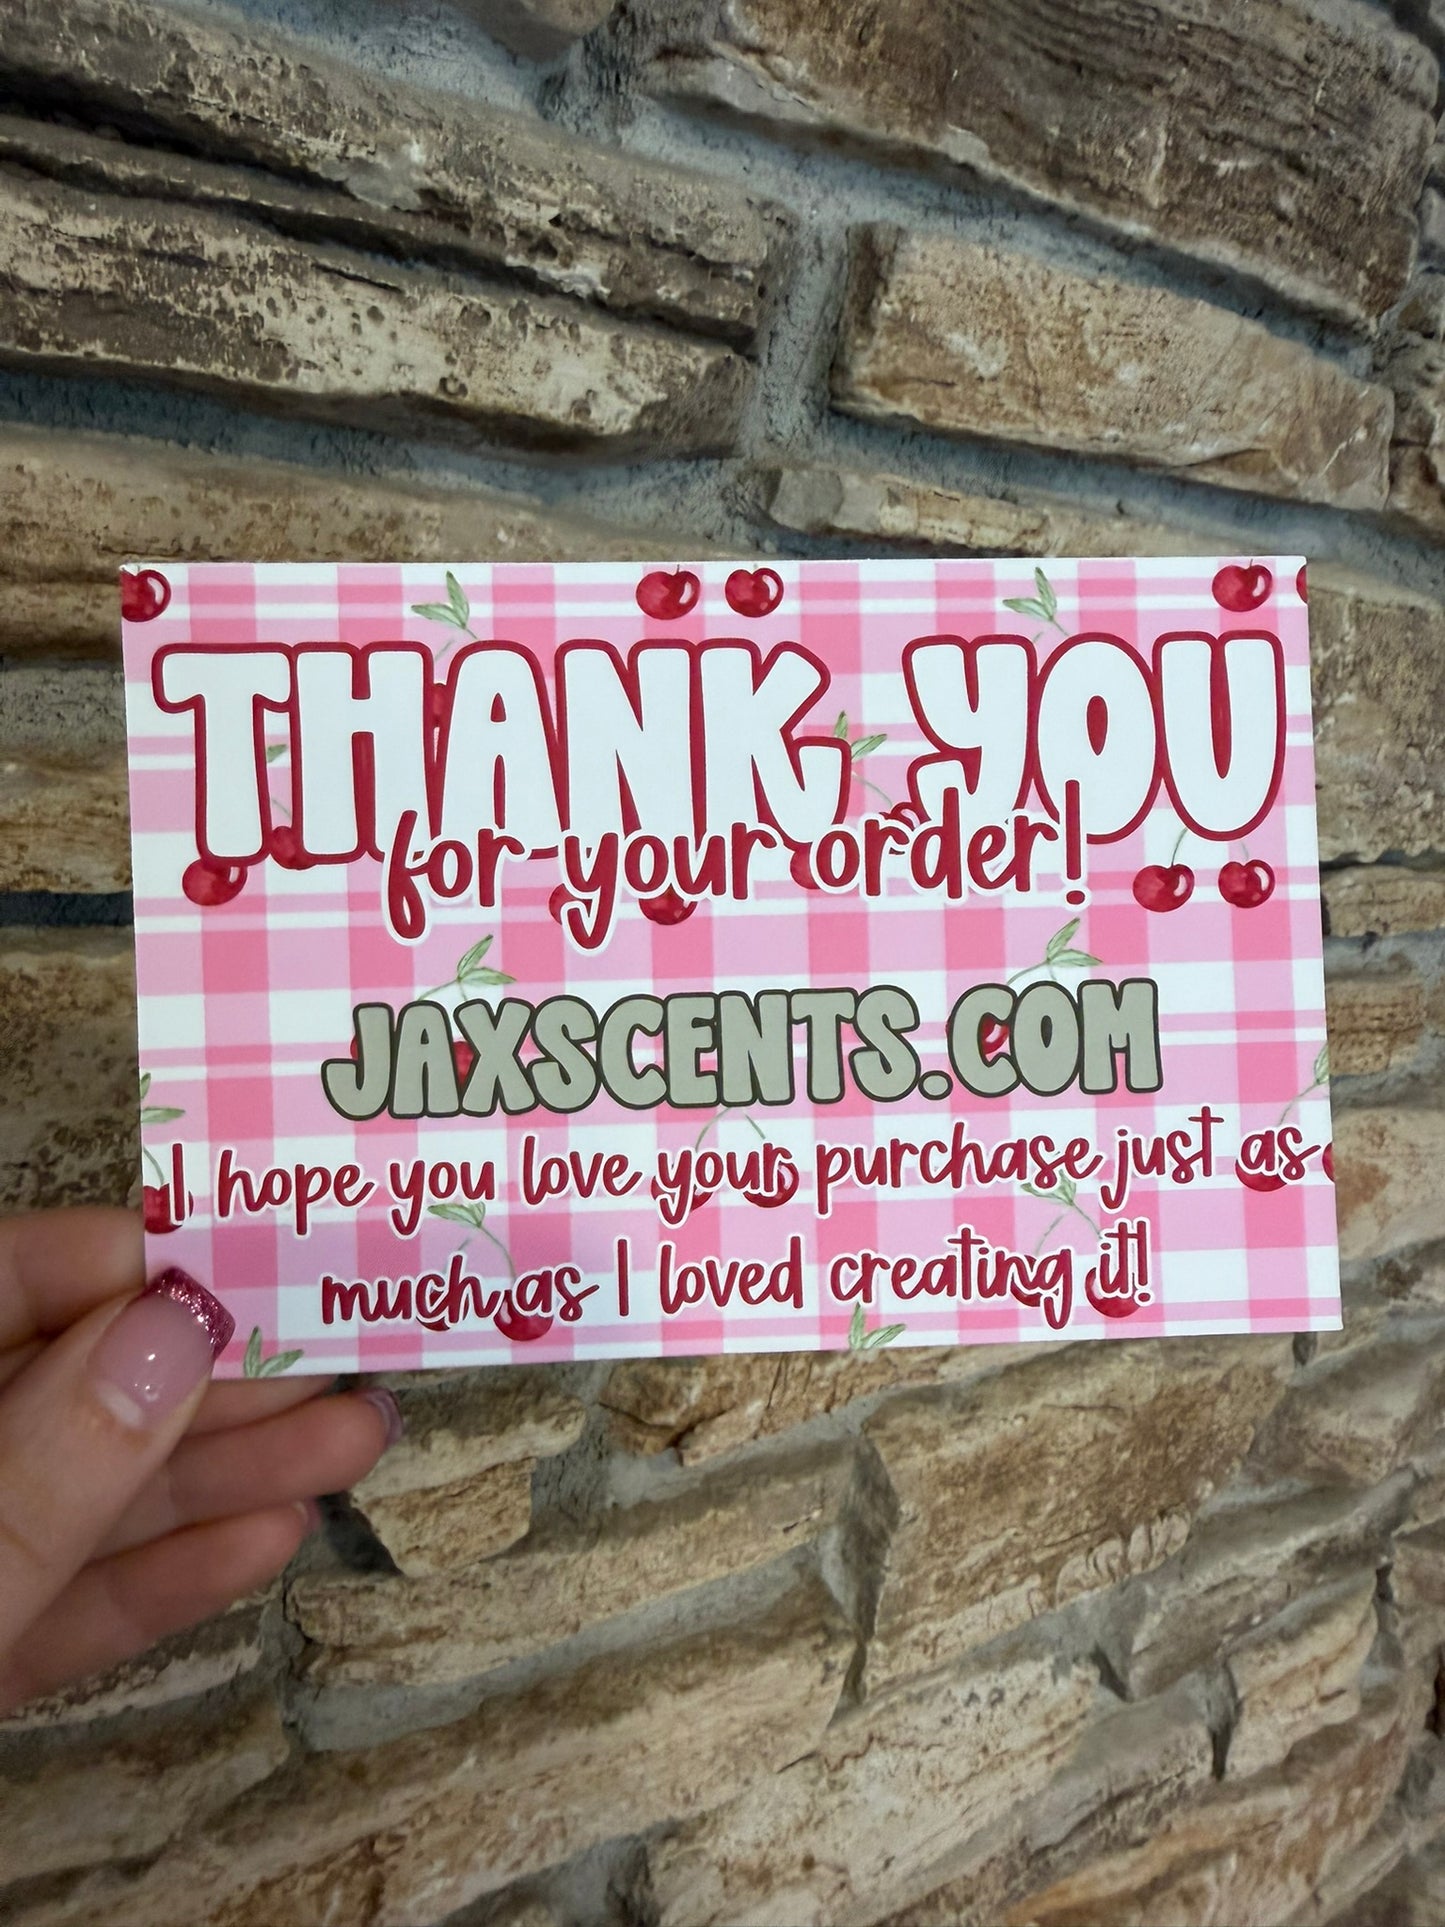 THANK YOU
for your order!
JAXSCENTS.COM
I hope you love your purchase just as
much as I loved creating it!